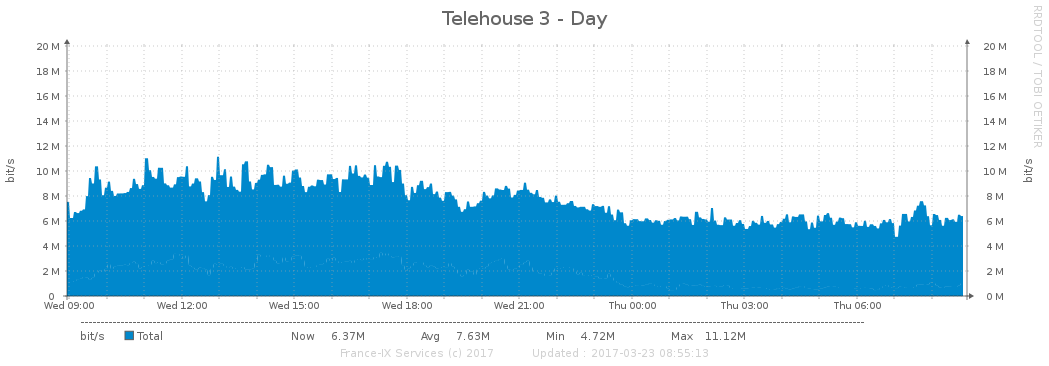 Telehouse 3 - Day
RRDTOOL / TOBI OETIKER
bit/s
bit/s
20 M 20 M
18 M 18 M
16 M 16 M
14 M 14 M
12 M 12 M
10 M 10 M
8 M 8 M
6 M 6 M
4 M 4 M
2 M 2 M
0 0 M
Wed 09:00 Wed 12:00 Wed 15:00 Wed 18:00 Wed 21:00 Thu 00:00 Thu 03:00 Thu 06:00
bit/s Total Now 6.37M Avg 7.63M Min 4.72M Max 11.12M
France-IX Services (c) 2017 Updated : 2017-03-23 08:55:13